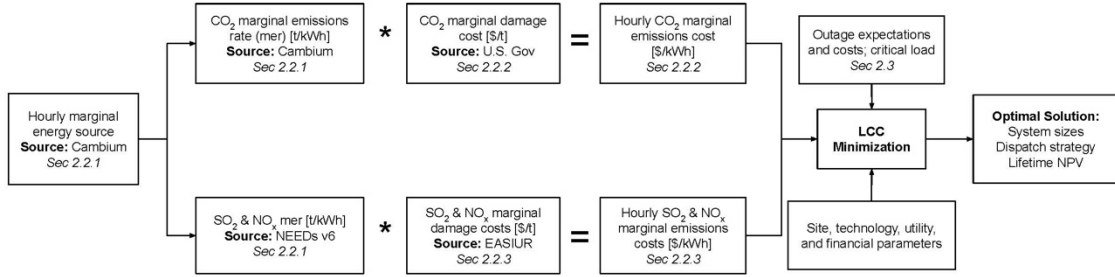 CO₂ marginal emissions
rate (mer) [t/kWh]
Source: Cambium
Sec 2.2.1
*
CO₂ marginal damage
cost [$/t]
Source: U.S. Gov
Sec 2.2.2
=
Hourly CO₂ marginal
emissions cost
[$/kWh]
Sec 2.2.2
Outage expectations
and costs; critical load
Sec 2.3
Hourly marginal
energy source
Source: Cambium
Sec 2.2.1
LCC
Minimization
Optimal Solution:
System sizes
Dispatch strategy
Lifetime NPV
SO₂ & NOₓ mer [t/kWh]
Source: NEEDs v6
Sec 2.2.1
*
SO₂ & NOₓ marginal
damage costs [$/t]
Source: EASIUR
Sec 2.2.3
=
Hourly SO₂ & NOₓ
marginal emissions
costs [$/kWh]
Sec 2.2.3
Site, technology, utility,
and financial parameters